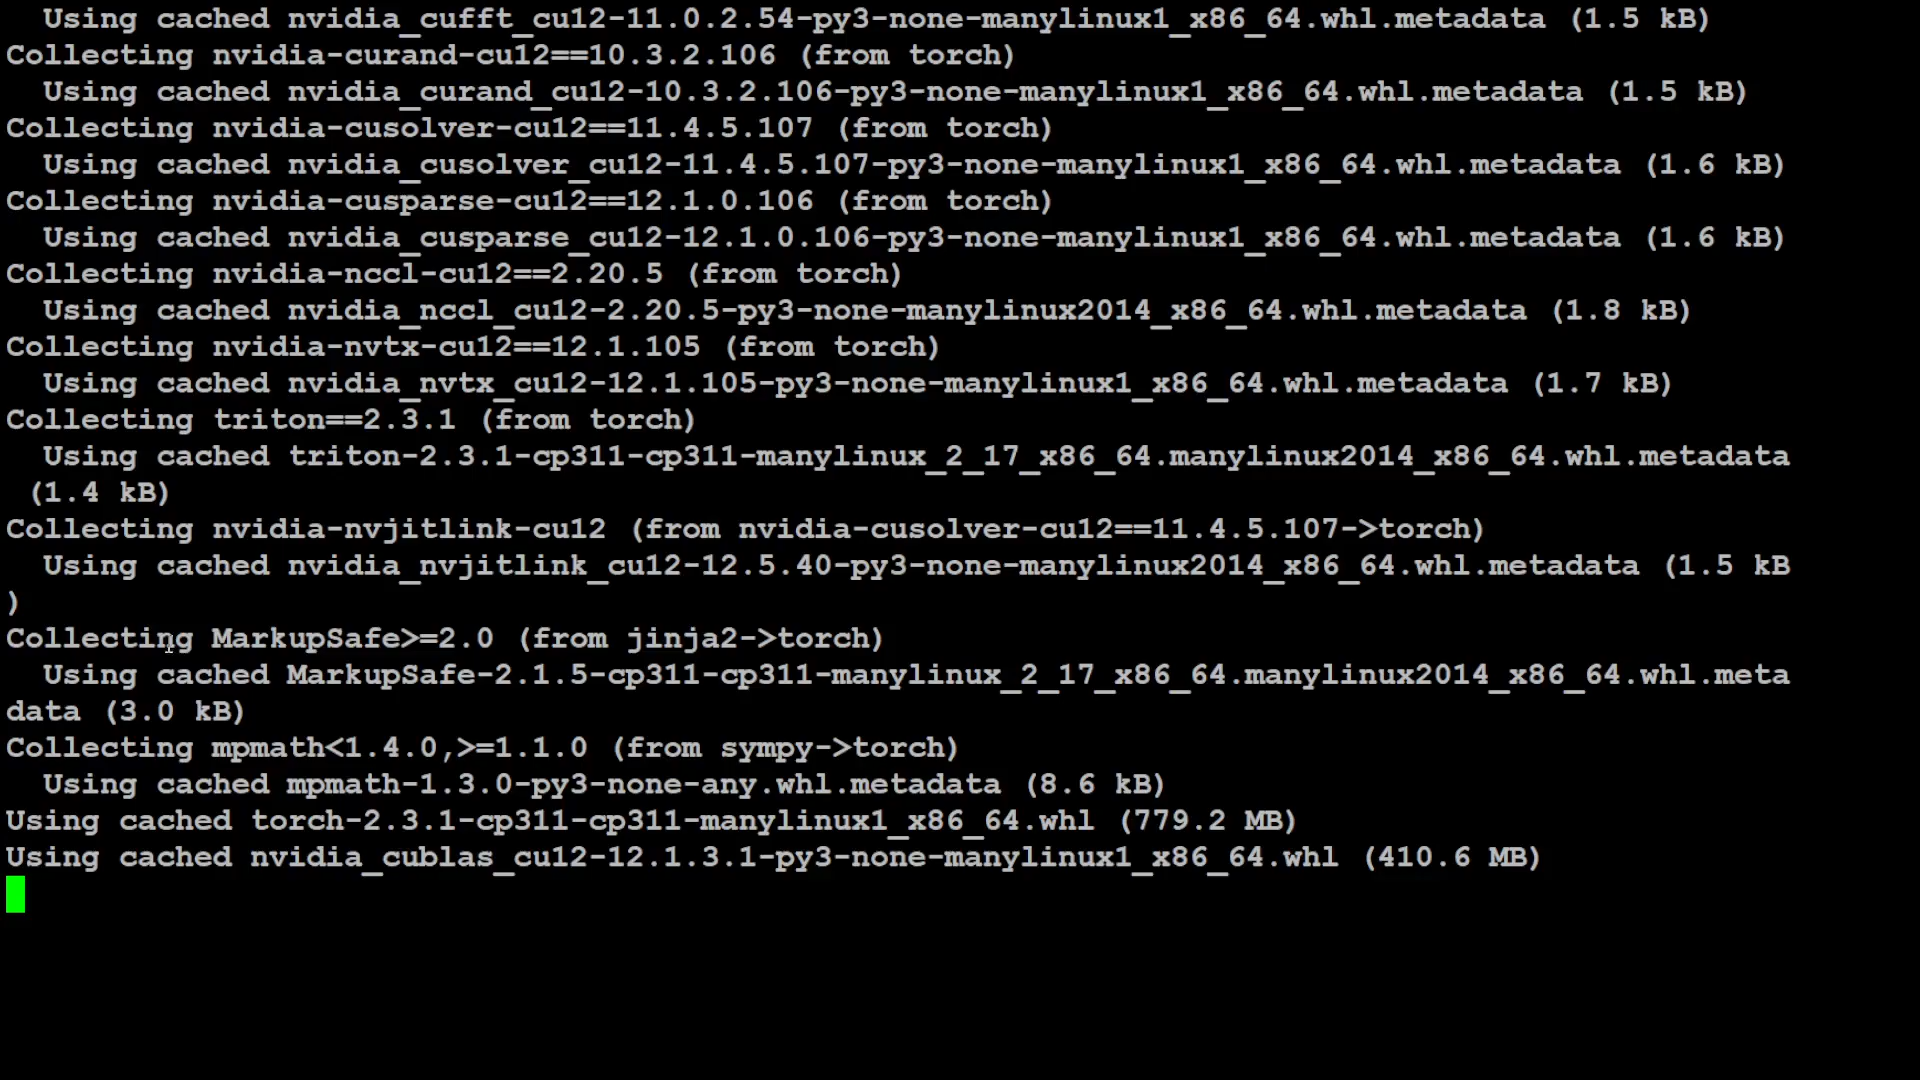 Using cached nvidia_cufft_cu12-11.0.2.54-py3-none-manylinux1_x86_64.whl.metadata (1.5 kB)
Collecting nvidia-curand-cu12==10.3.2.106 (from torch)
Using cached nvidia_curand_cu12-10.3.2.106-py3-none-manylinux1_x86_64.whl.metadata (1.5 kB)
Collecting nvidia-cusolver-cu12==11.4.5.107 (from torch)
Using cached nvidia_cusolver_cu12-11.4.5.107-py3-none-manylinux1_x86_64.whl.metadata (1.6 kB)
Collecting nvidia-cusparse-cu12==12.1.0.106 (from torch)
Using cached nvidia_cusparse_cu12-12.1.0.106-py3-none-manylinux1_x86_64.whl.metadata (1.6 kB)
Collecting nvidia-nccl-cu12==2.20.5 (from torch)
Using cached nvidia_nccl_cu12-2.20.5-py3-none-manylinux2014_x86_64.whl.metadata (1.8 kB)
Collecting nvidia-nvtx-cu12==12.1.105 (from torch)
Using cached nvidia_nvtx_cu12-12.1.105-py3-none-manylinux1_x86_64.whl.metadata (1.7 kB)
Collecting triton==2.3.1 (from torch)
Using cached triton-2.3.1-cp311-cp311-manylinux_2_17_x86_64.manylinux2014_x86_64.whl.metadata
(1.4 kB)
Collecting nvidia-nvjitlink-cu12 (from nvidia-cusolver-cu12==11.4.5.107->torch)
Using cached nvidia_nvjitlink_cu12-12.5.40-py3-none-manylinux2014_x86_64.whl.metadata (1.5 kB
)
Collecting MarkupSafe>=2.0 (from jinja2->torch)
Using cached MarkupSafe-2.1.5-cp311-cp311-manylinux_2_17_x86_64.manylinux2014_x86_64.whl.meta
data (3.0 kB)
Collecting mpmath<1.4.0,>=1.1.0 (from sympy->torch)
Using cached mpmath-1.3.0-py3-none-any.whl.metadata (8.6 kB)
Using cached torch-2.3.1-cp311-cp311-manylinux1_x86_64.whl (779.2 MB)
Using cached nvidia_cublas_cu12-12.1.3.1-py3-none-manylinux1_x86_64.whl (410.6 MB)